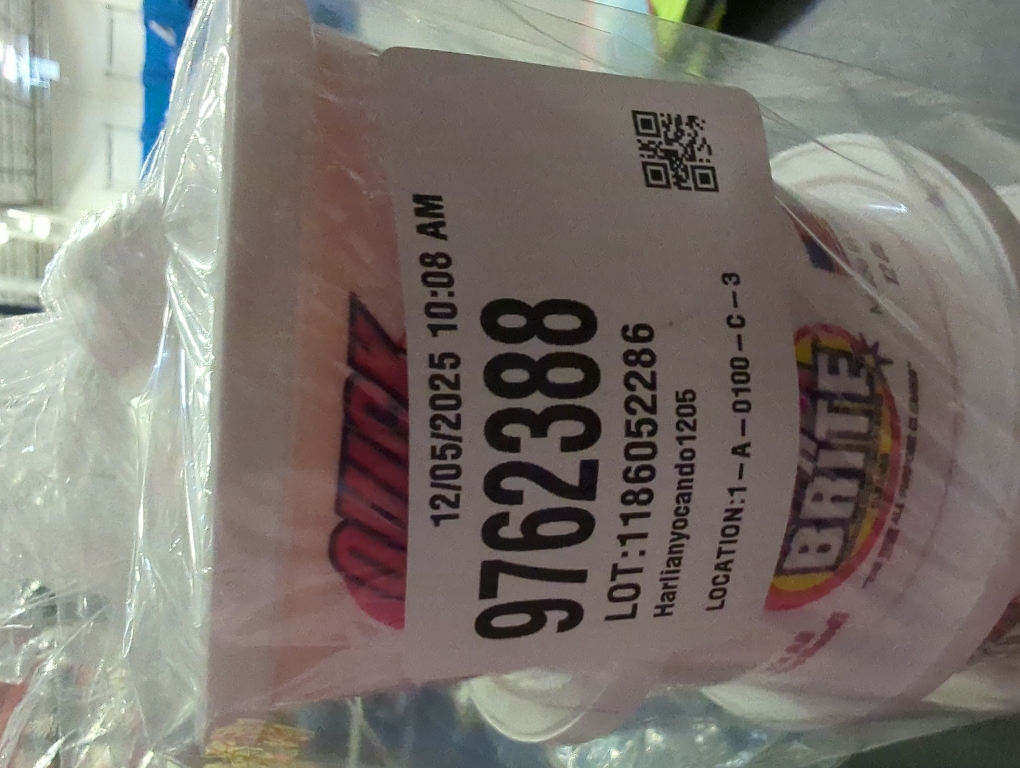 QUICK
12/05/2025 10:08 AM
9762388
LOT:1186052286
Harlianyocando1205
LOCATION:1-A-0100-C-3
BRITE